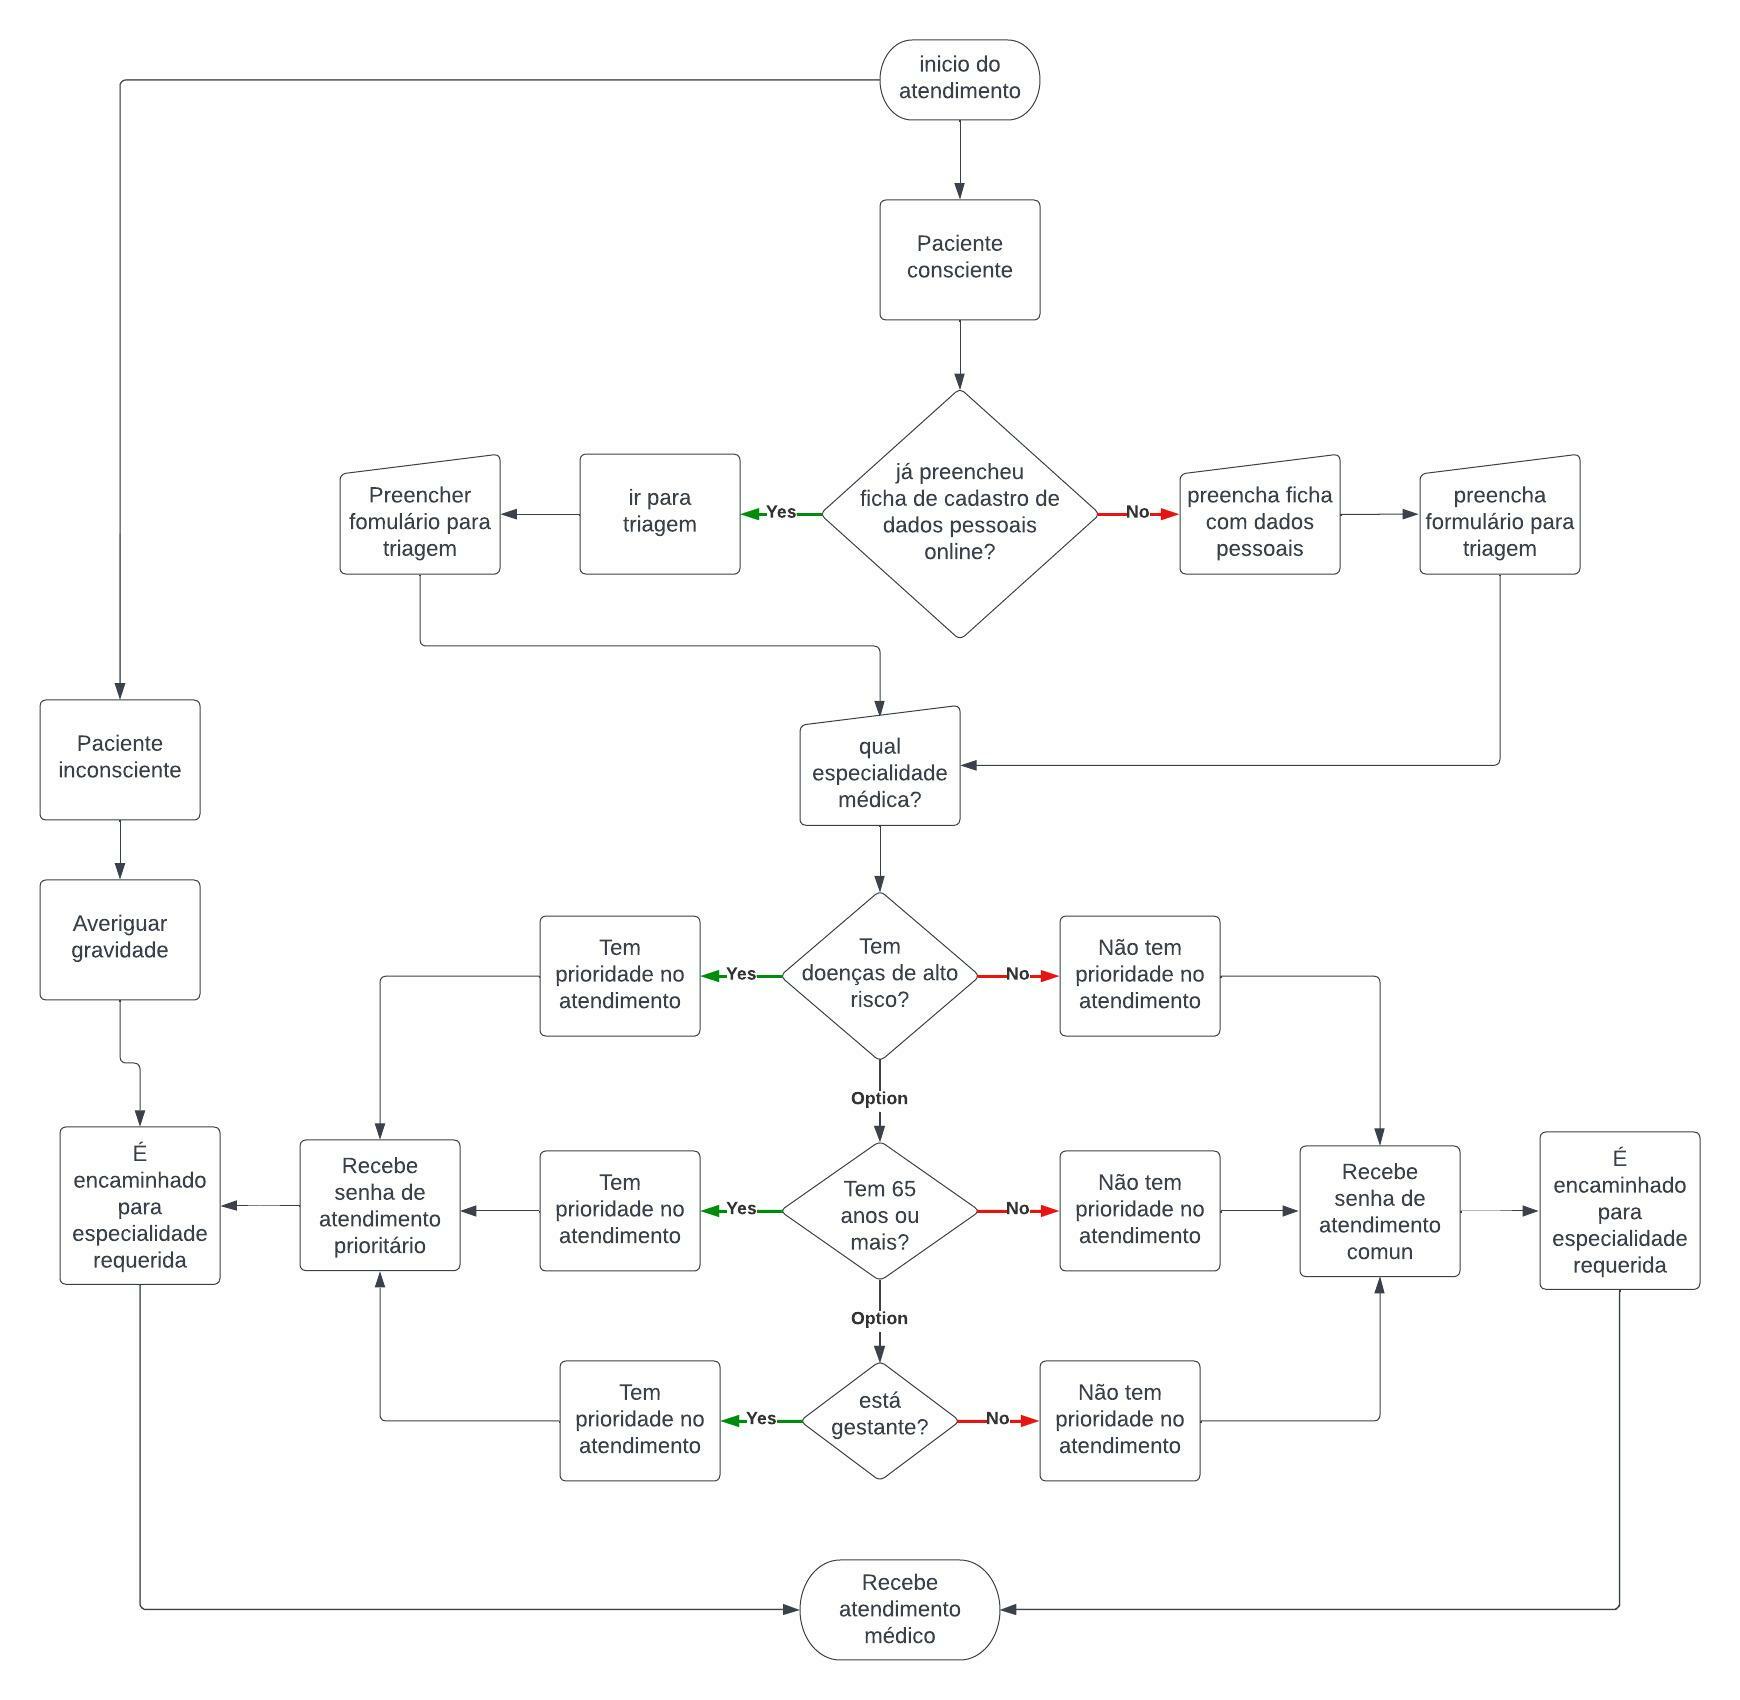 inicio do
atendimento
Paciente
consciente
já preencheu
ficha de cadastro de
dados pessoais
online?
Yes
No
ir para
triagem
Preencher
fomulário para
triagem
preencha ficha
com dados
pessoais
preencha
formulário para
triagem
qual
especialidade
médica?
Paciente
inconsciente
Averiguar
gravidade
Tem
doenças de alto
risco?
Yes
No
Tem
prioridade no
atendimento
Não tem
prioridade no
atendimento
Option
Tem 65
anos ou
mais?
Yes
No
Tem
prioridade no
atendimento
Não tem
prioridade no
atendimento
É
encaminhado
para
especialidade
requerida
Recebe
senha de
atendimento
prioritário
Recebe
senha de
atendimento
comun
É
encaminhado
para
especialidade
requerida
Option
está
gestante?
Yes
No
Tem
prioridade no
atendimento
Não tem
prioridade no
atendimento
Recebe
atendimento
médico